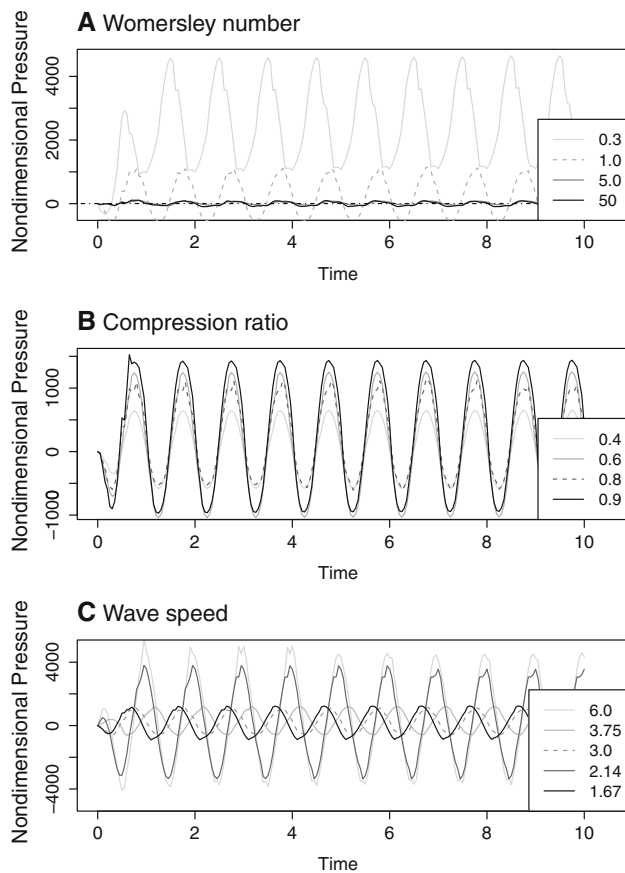 A Womersley number
Nondimensional Pressure
4000
2000
0
0.3
1.0
5.0
50
0 2 4 6 8 10
Time
B Compression ratio
Nondimensional Pressure
1000
0
−1000
0.4
0.6
0.8
0.9
0 2 4 6 8 10
Time
C Wave speed
Nondimensional Pressure
4000
0
−4000
6.0
3.75
3.0
2.14
1.67
0 2 4 6 8 10
Time